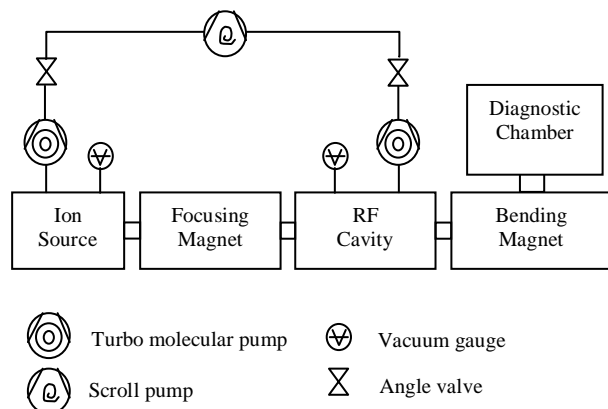 Diagnostic
Chamber
Ion
Source
Focusing
Magnet
RF
Cavity
Bending
Magnet
Turbo molecular pump
Vacuum gauge
Scroll pump
Angle valve